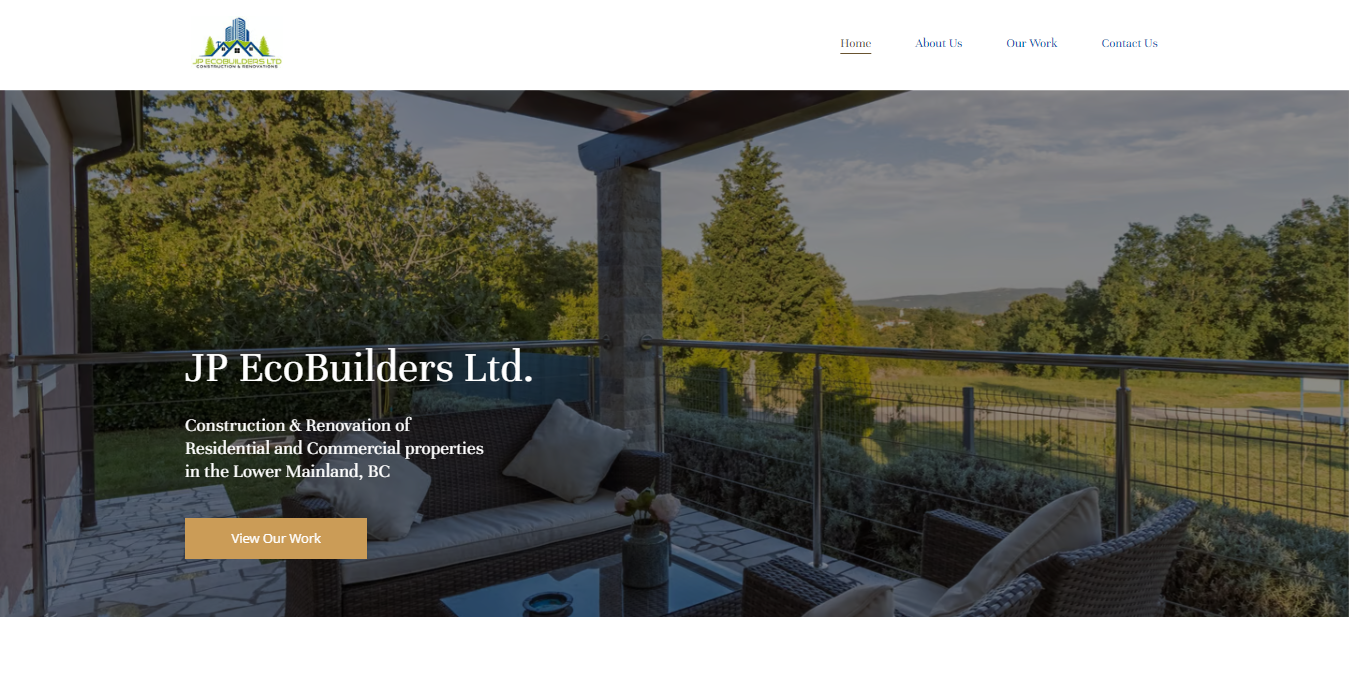 JP ECOBUILDERS LTD
CONSTRUCTION & RENOVATIONS
Home
About Us
Our Work
Contact Us
JP EcoBuilders Ltd.
Construction & Renovation of
Residential and Commercial properties
in the Lower Mainland, BC
View Our Work